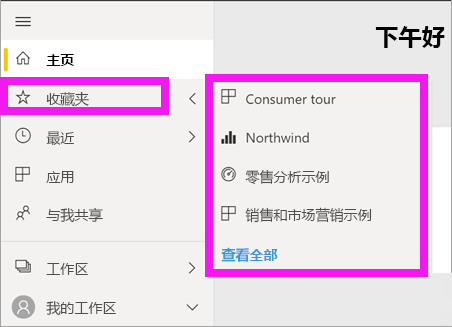 下午好
主页
收藏夹
最近
应用
与我共享
工作区
我的工作区
Consumer tour
Northwind
零售分析示例
销售和市场营销示例
查看全部